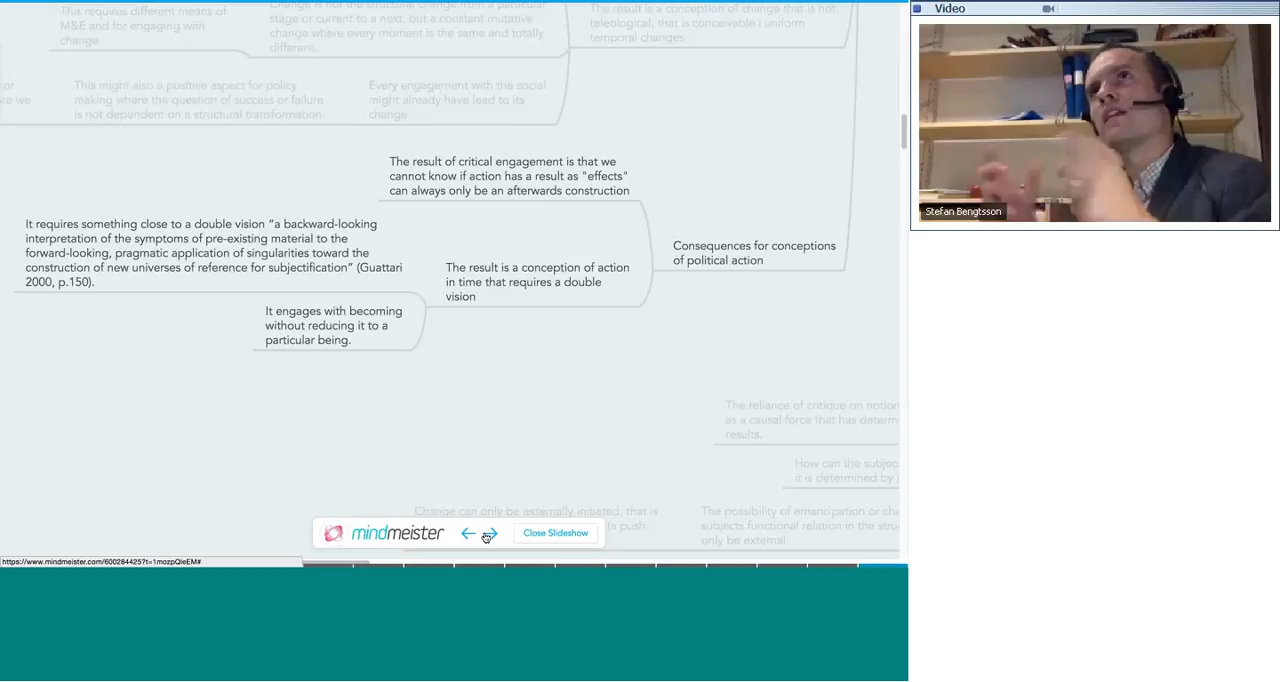 This requires different means of
M&E and for engaging with
change.
Change is not the structural change from a particular
stage or current to a next, but a constant mutative
change where every moment is the same and totally
different.
The result is a conception of change that is not
teleological, that is conceivable I uniform
temporal changes
or
are we
This might also a positive aspect for policy
making where the question of success or failure
is not dependent on a structural transformation.
Every engagement with the social
might already have lead to its
change.
The result of critical engagement is that we
cannot know if action has a result as "effects"
can always only be an afterwards construction
It requires something close to a double vision “a backward-looking
interpretation of the symptoms of pre-existing material to the
forward-looking, pragmatic application of singularities toward the
construction of new universes of reference for subjectification” (Guattari
2000, p.150).
The result is a conception of action
in time that requires a double
vision
It engages with becoming
without reducing it to a
particular being.
Consequences for conceptions
of political action
The reliance of critique on notion
as a causal force that has determ
results.
How can the subjec
it is determined by
Change can only be externally initiated, that is
(a push
The possibility of emancipation or cha
subjects functional relation in the stru
only be external
mindmeister
Close Slideshow
https://www.mindmeister.com/600284425?t=1mozpQleEM#
Video
Stefan Bengtsson